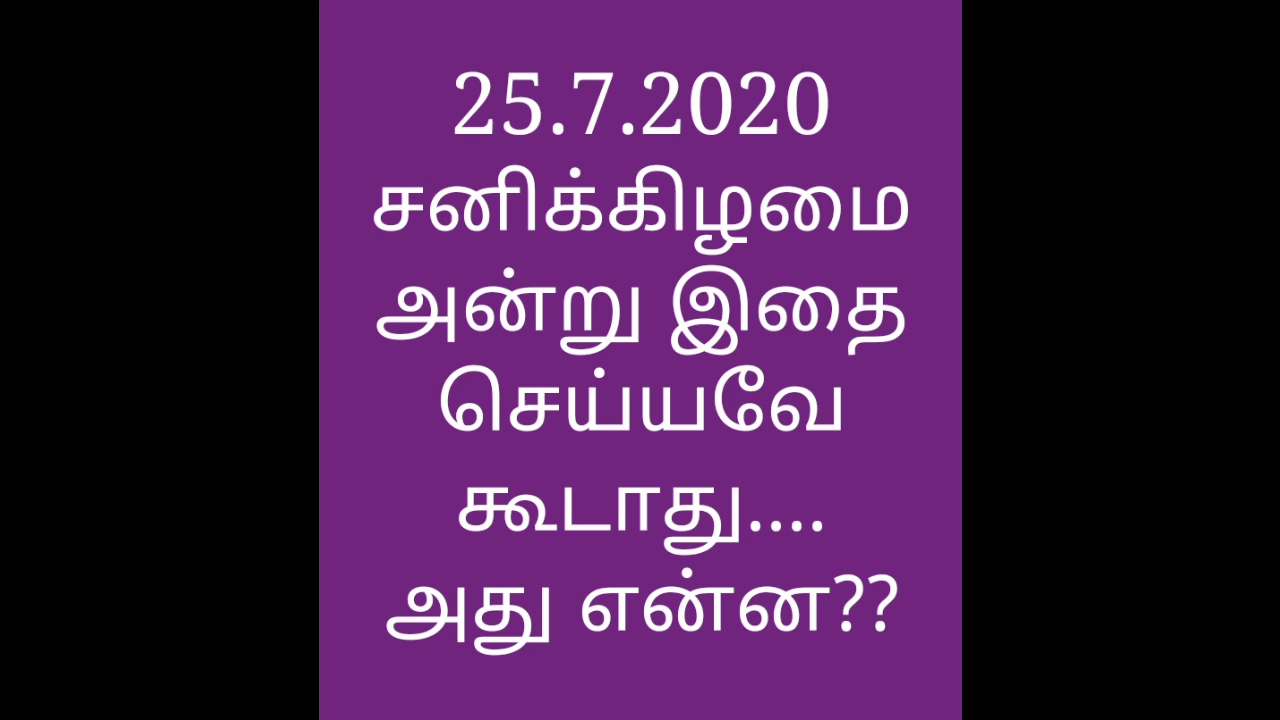 25.7.2020
சனிக்கிழமை
அன்று இதை
செய்யவே
கூடாது....
அது என்ன??